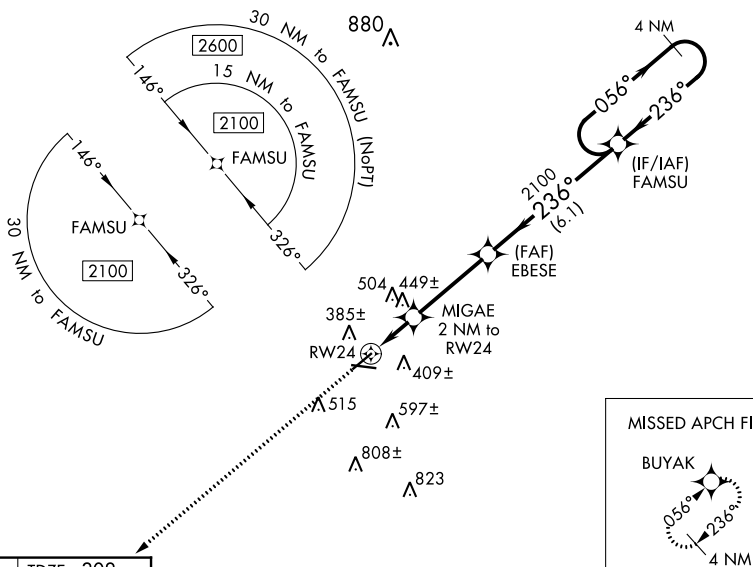 30 NM to FAMSU (NoPT)
2600
15 NM to FAMSU
2100
146°
FAMSU
326°
880
4 NM
056°
236°
(IF/IAF)
FAMSU
2100
236°
(6.1)
(FAF)
EBESE
146°
FAMSU
326°
2100
30 NM to FAMSU
504
449±
385±
MIGAE
2 NM to
RW24
RW24
409±
515
597±
808±
823
MISSED APCH FI
BUYAK
056°
236°
4 NM